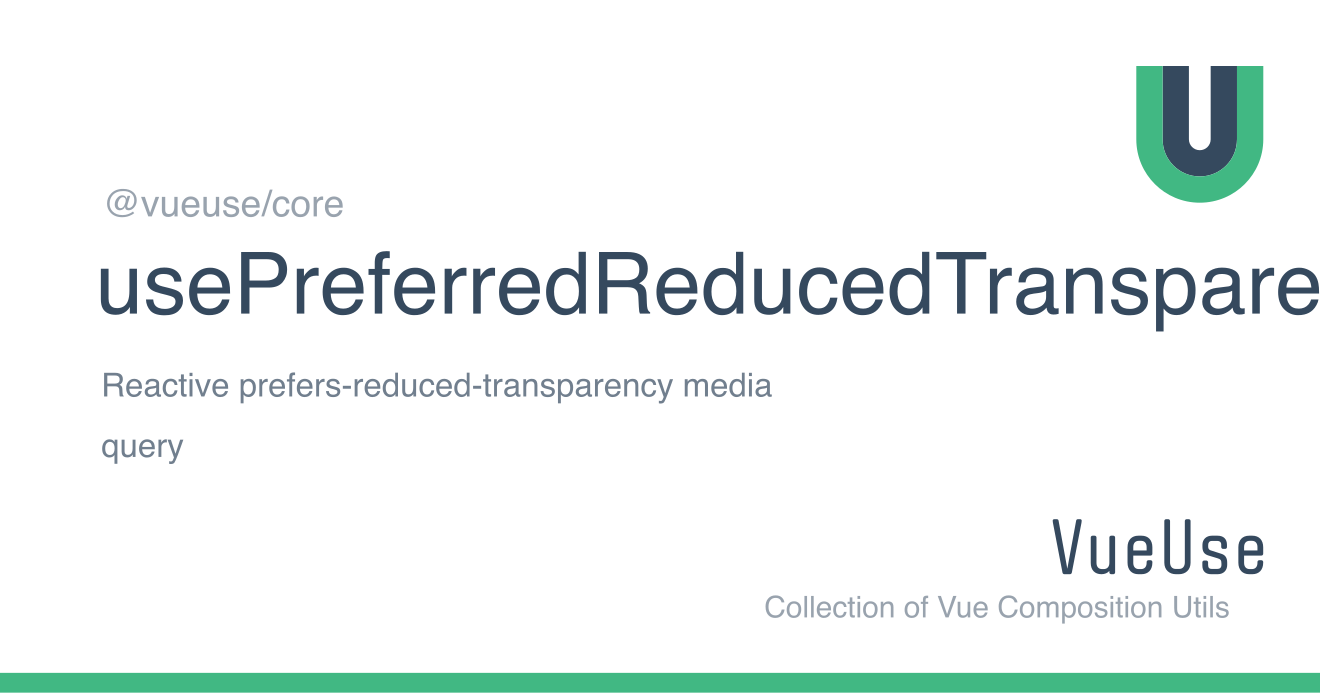 @vueuse/core
usePreferredReducedTranspare
Reactive prefers-reduced-transparency media
query
VueUse
Collection of Vue Composition Utils